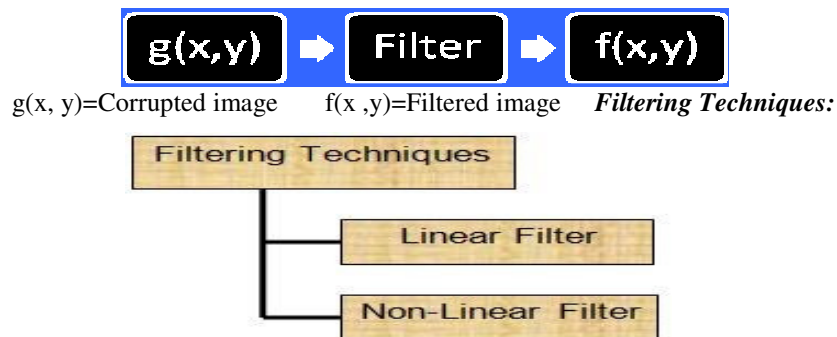 g(x,y) Filter f(x,y)
g(x, y)=Corrupted image f(x ,y)=Filtered image Filtering Techniques:
Filtering Techniques
Linear Filter
Non-Linear Filter